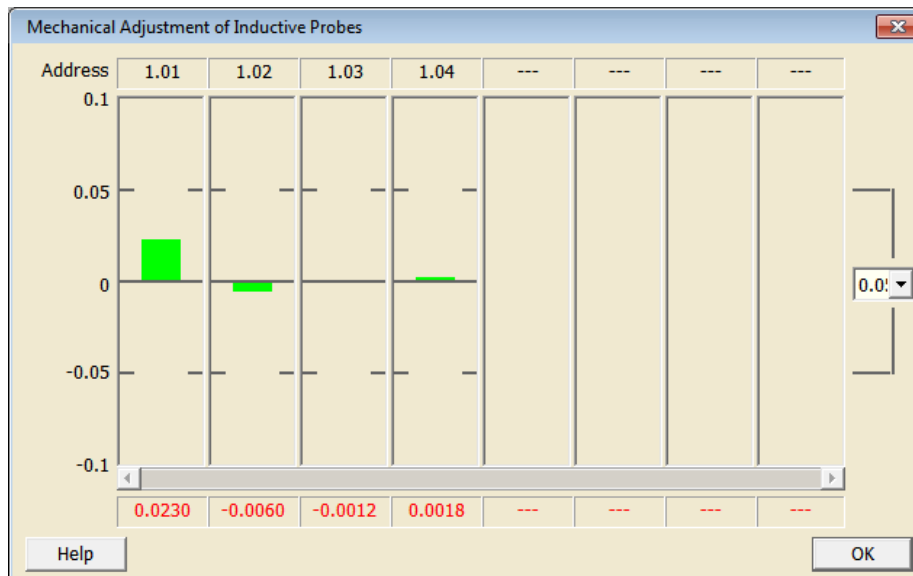 Mechanical Adjustment of Inductive Probes
Address 1.01 1.02 1.03 1.04 --- --- --- ---
0.1
0.05
0
-0.05
-0.1
0.0230 -0.0060 -0.0012 0.0018 --- --- --- ---
Help OK